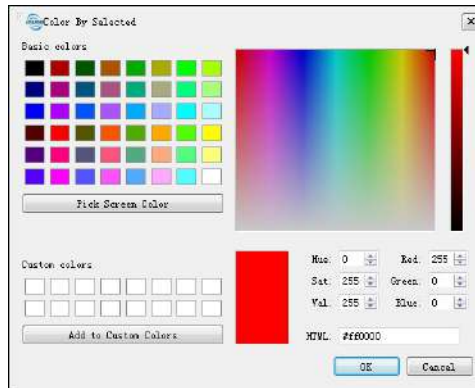 Color By Selected
Basic colors
Pick Screen Color
Custom colors
Add to Custom Colors
Hue: 0 Red: 255
Sat: 255 Green: 0
Val: 255 Blue: 0
HTML: #ff0000
OK Cancel